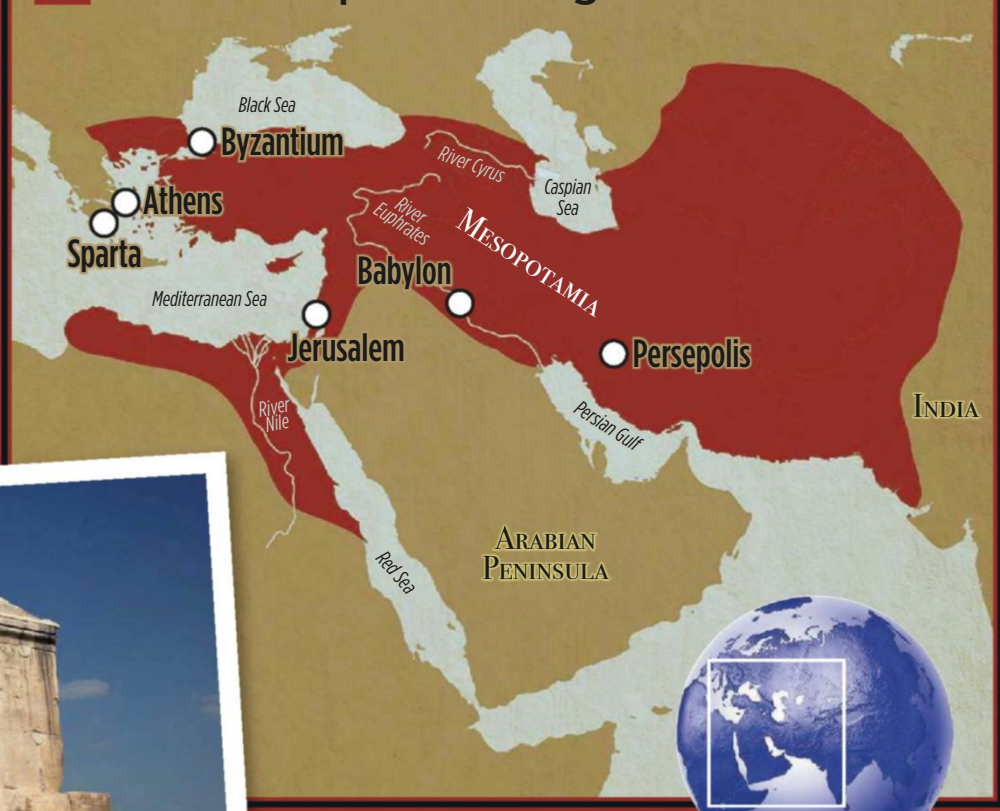 Black Sea
Byzantium
River Cyrus
Caspian
Sea
Athens
River
Euphrates
Sparta
MESOPOTAMIA
Babylon
Mediterranean Sea
Jerusalem
Persepolis
River
Nile
Persian Gulf
INDIA
ARABIAN
PENINSULA
Red Sea